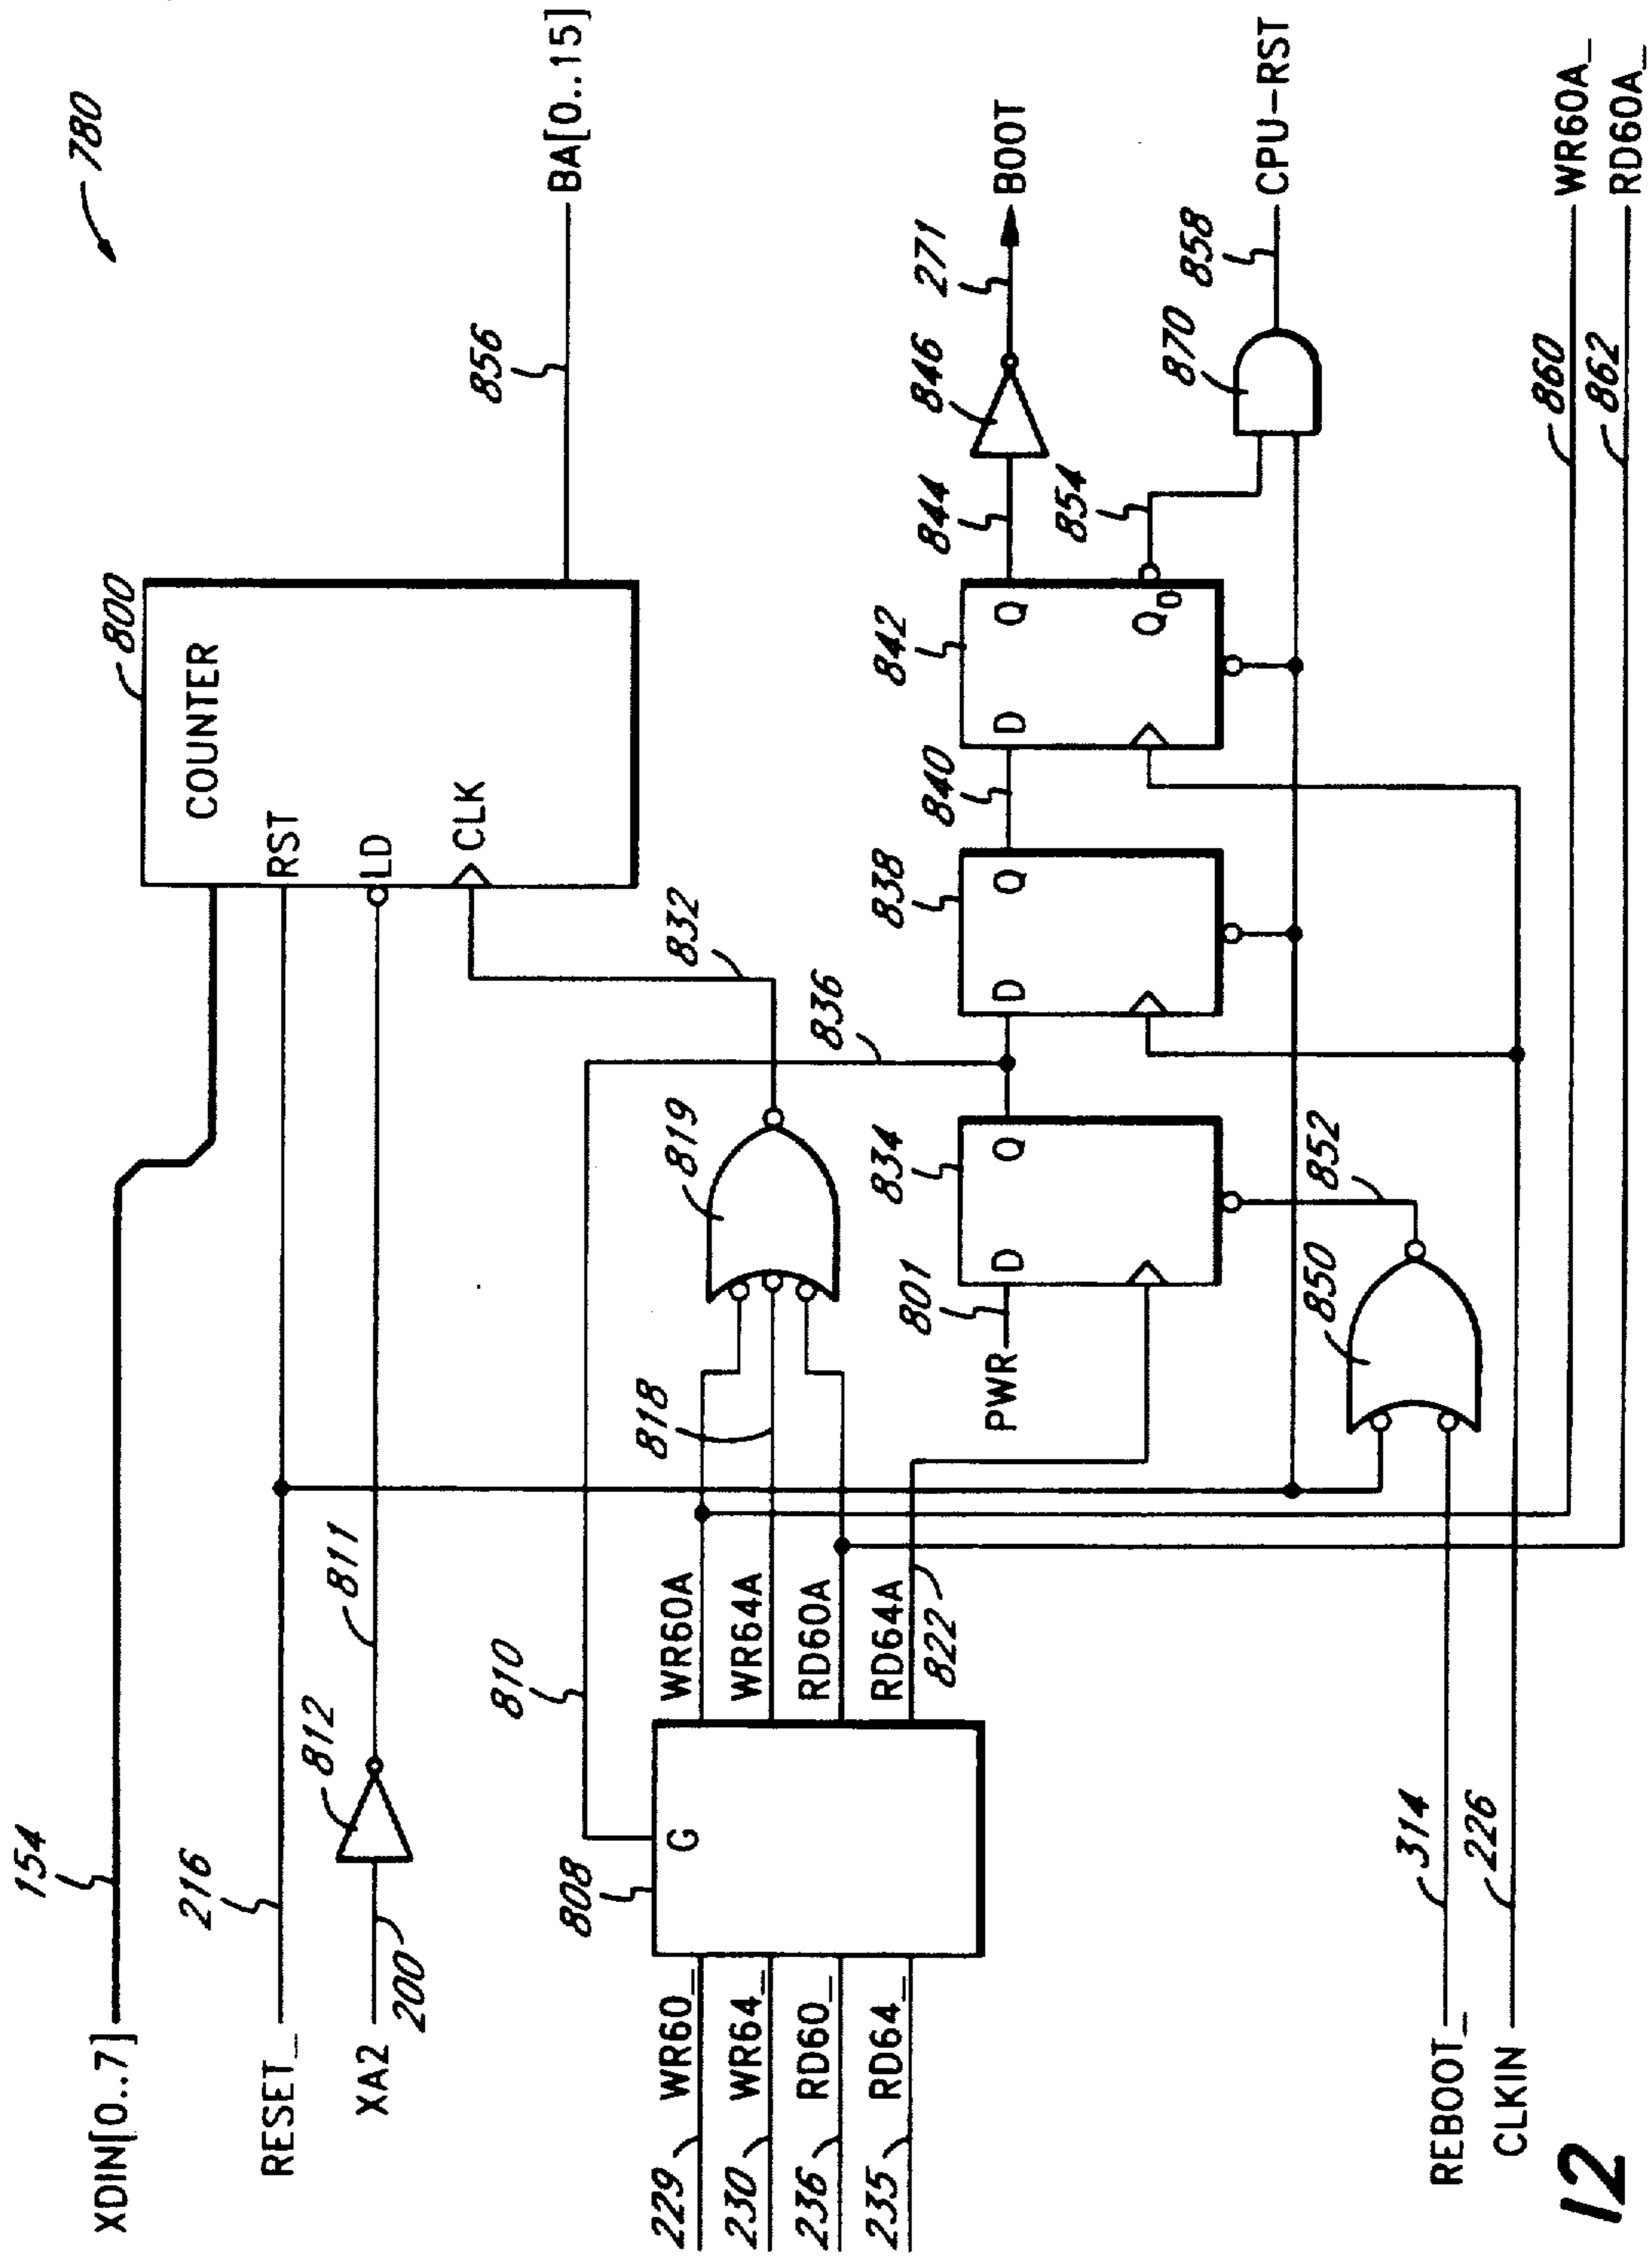 780
XDIN[0..7]
154
800
COUNTER
RESET_
216
RST
XA2
200
812
811
LD
CLK
856
BA[0..15]
832
808
G
810
819
836
229
WR60_
WR60A
230
WR64_
WR64A
818
236
RD60_
RD60A
235
RD64_
RD64A
822
PWR
801
D
834
Q
D
838
Q
840
D
842
Q
QD
844
846
271
BOOT
854
870
858
CPU-RST
850
852
REBOOT_
314
CLKIN
226
860
WR60A_
862
RD60A_
12